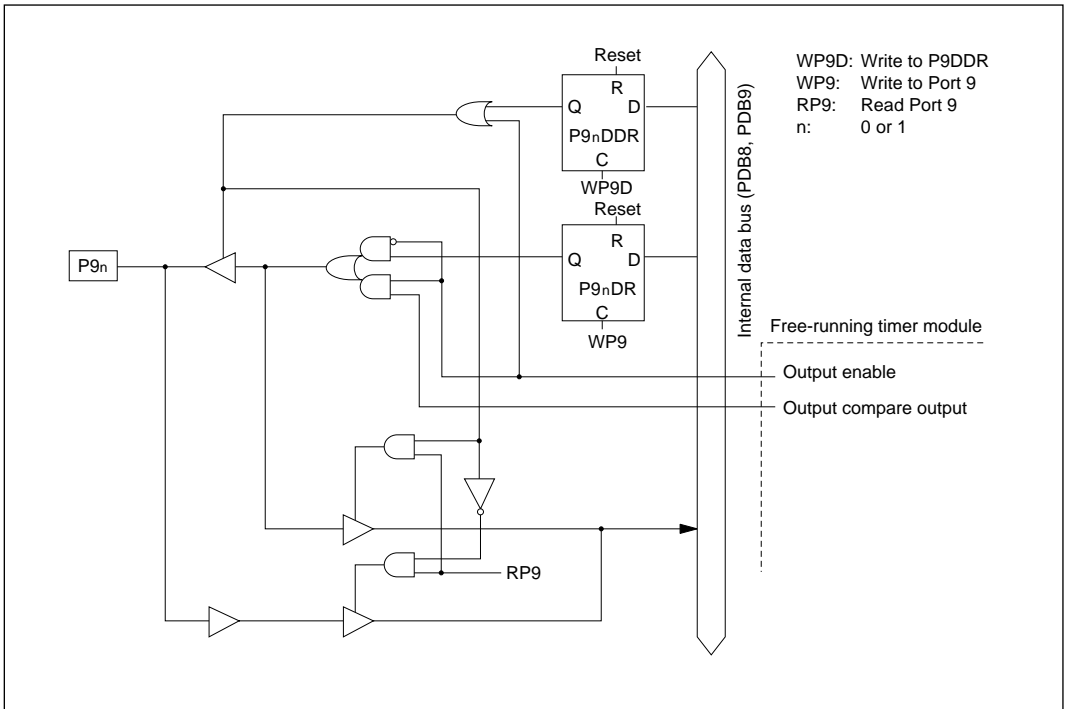 Reset
R
Q
D
P9nDDR
C
WP9D
Reset
R
Q
D
P9nDR
C
WP9
P9n
Internal data bus (PDB8, PDB9)
WP9D: Write to P9DDR
WP9: Write to Port 9
RP9: Read Port 9
n: 0 or 1
Free-running timer module
Output enable
Output compare output
RP9